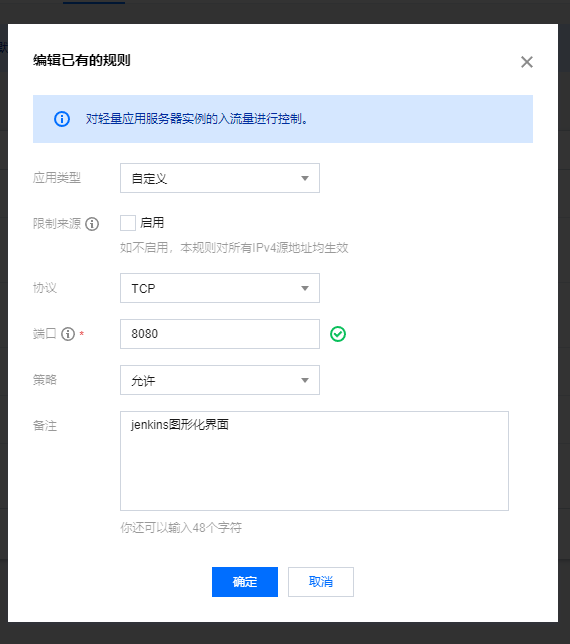 编辑已有的规则
对轻量应用服务器实例的入流量进行控制。
应用类型 自定义
限制来源 启用
如不启用，本规则对所有IPv4源地址均生效
协议 TCP
端口 * 8080
策略 允许
备注 jenkins图形化界面
你还可以输入48个字符
确定 取消